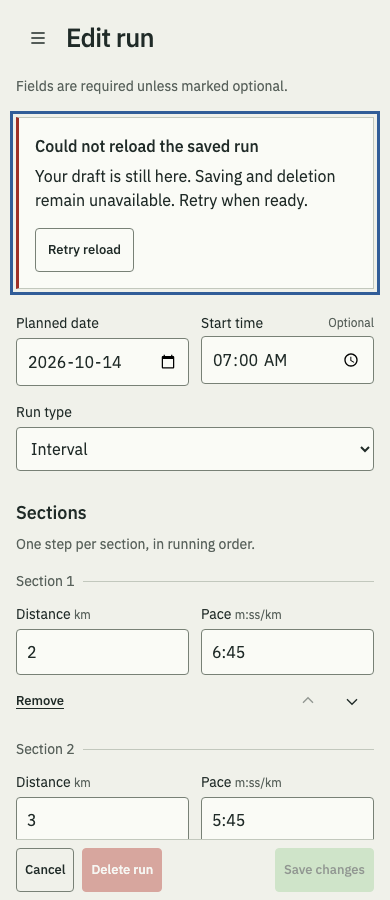 Edit run
Fields are required unless marked optional.
Could not reload the saved run
Your draft is still here. Saving and deletion
remain unavailable. Retry when ready.
Retry reload
Planned date
Start time Optional
2026-10-14
07:00 AM
Run type
Interval
Sections
One step per section, in running order.
Section 1
Distance km
Pace m:ss/km
2
6:45
Remove
Section 2
Distance km
Pace m:ss/km
3
5:45
Cancel
Delete run
Save changes